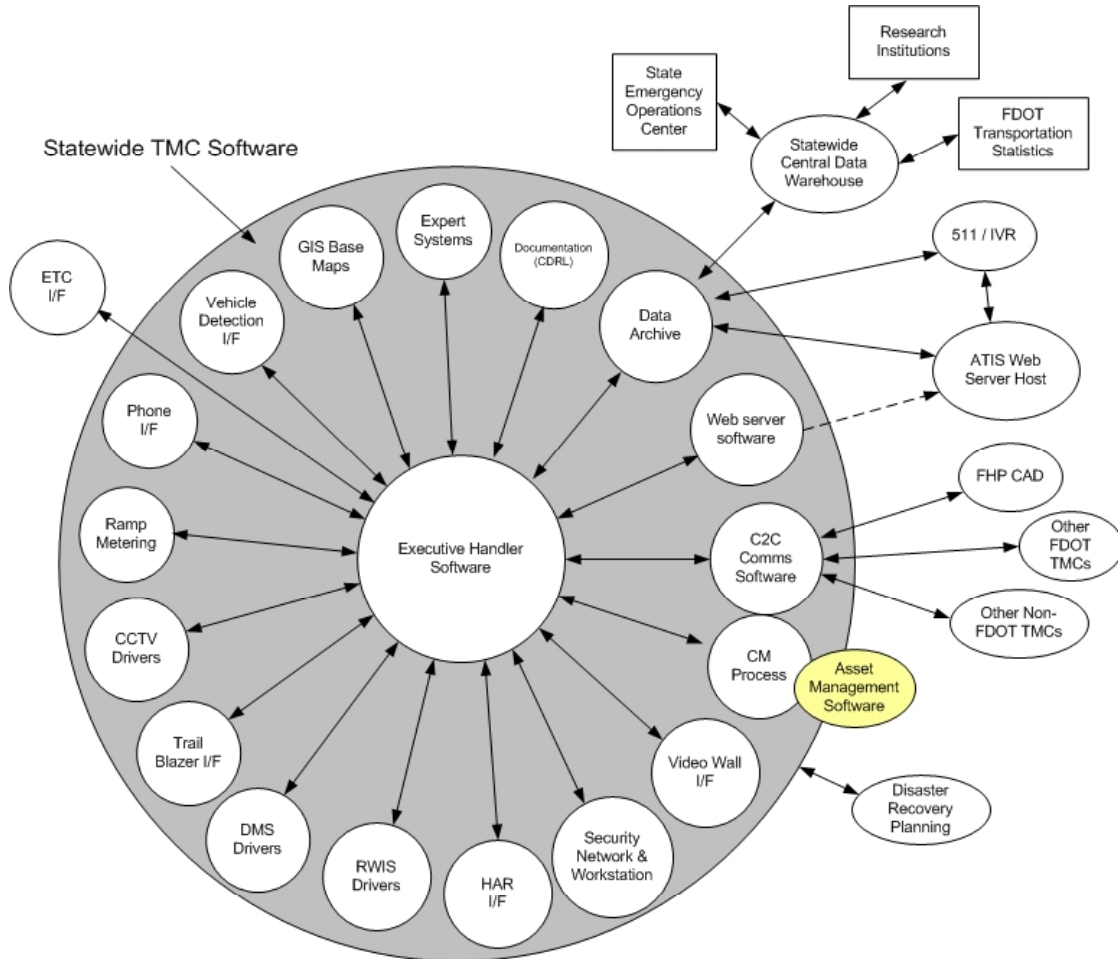 Research
Institutions
State
Emergency
Operations
Center
FDOT
Transportation
Statistics
Statewide
Central Data
Warehouse
Statewide TMC Software
Expert
Systems
GIS Base
Maps
Documentation
(CDRL)
511 / IVR
ETC
I/F
Vehicle
Detection
I/F
Data
Archive
ATIS Web
Server Host
Phone
I/F
Web server
software
FHP CAD
Ramp
Metering
Executive Handler
Software
C2C
Comms
Software
Other
FDOT
TMCs
Other Non-
FDOT TMCs
CCTV
Drivers
CM
Process
Asset
Management
Software
Trail
Blazer I/F
Video Wall
I/F
Disaster
Recovery
Planning
DMS
Drivers
RWIS
Drivers
HAR
I/F
Security
Network &
Workstation